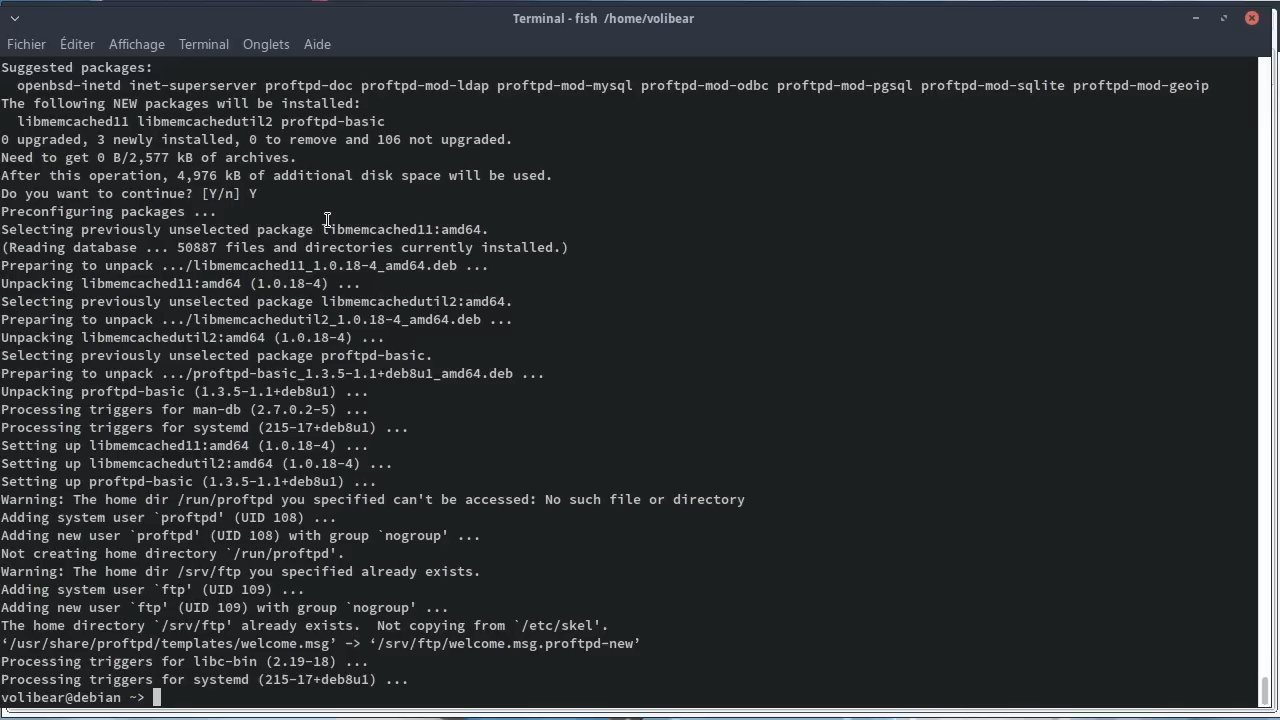 Terminal - fish  /home/volibear
Fichier Éditer Affichage Terminal Onglets Aide
Suggested packages:
  openbsd-inetd inet-superserver proftpd-doc proftpd-mod-ldap proftpd-mod-mysql proftpd-mod-odbc proftpd-mod-pgsql proftpd-mod-sqlite proftpd-mod-geoip
The following NEW packages will be installed:
  libmemcached11 libmemcachedutil2 proftpd-basic
0 upgraded, 3 newly installed, 0 to remove and 106 not upgraded.
Need to get 0 B/2,577 kB of archives.
After this operation, 4,976 kB of additional disk space will be used.
Do you want to continue? [Y/n] Y
Preconfiguring packages ...
Selecting previously unselected package libmemcached11:amd64.
(Reading database ... 50887 files and directories currently installed.)
Preparing to unpack .../libmemcached11_1.0.18-4_amd64.deb ...
Unpacking libmemcached11:amd64 (1.0.18-4) ...
Selecting previously unselected package libmemcachedutil2:amd64.
Preparing to unpack .../libmemcachedutil2_1.0.18-4_amd64.deb ...
Unpacking libmemcachedutil2:amd64 (1.0.18-4) ...
Selecting previously unselected package proftpd-basic.
Preparing to unpack .../proftpd-basic_1.3.5-1.1+deb8u1_amd64.deb ...
Unpacking proftpd-basic (1.3.5-1.1+deb8u1) ...
Processing triggers for man-db (2.7.0.2-5) ...
Processing triggers for systemd (215-17+deb8u1) ...
Setting up libmemcached11:amd64 (1.0.18-4) ...
Setting up libmemcachedutil2:amd64 (1.0.18-4) ...
Setting up proftpd-basic (1.3.5-1.1+deb8u1) ...
Warning: The home dir /run/proftpd you specified can't be accessed: No such file or directory
Adding system user `proftpd' (UID 108) ...
Adding new user `proftpd' (UID 108) with group `nogroup' ...
Not creating home directory `/run/proftpd'.
Warning: The home dir /srv/ftp you specified already exists.
Adding system user `ftp' (UID 109) ...
Adding new user `ftp' (UID 109) with group `nogroup' ...
The home directory `/srv/ftp' already exists.  Not copying from `/etc/skel'.
‘/usr/share/proftpd/templates/welcome.msg’ -> ‘/srv/ftp/welcome.msg.proftpd-new’
Processing triggers for libc-bin (2.19-18) ...
Processing triggers for systemd (215-17+deb8u1) ...
volibear@debian ~>